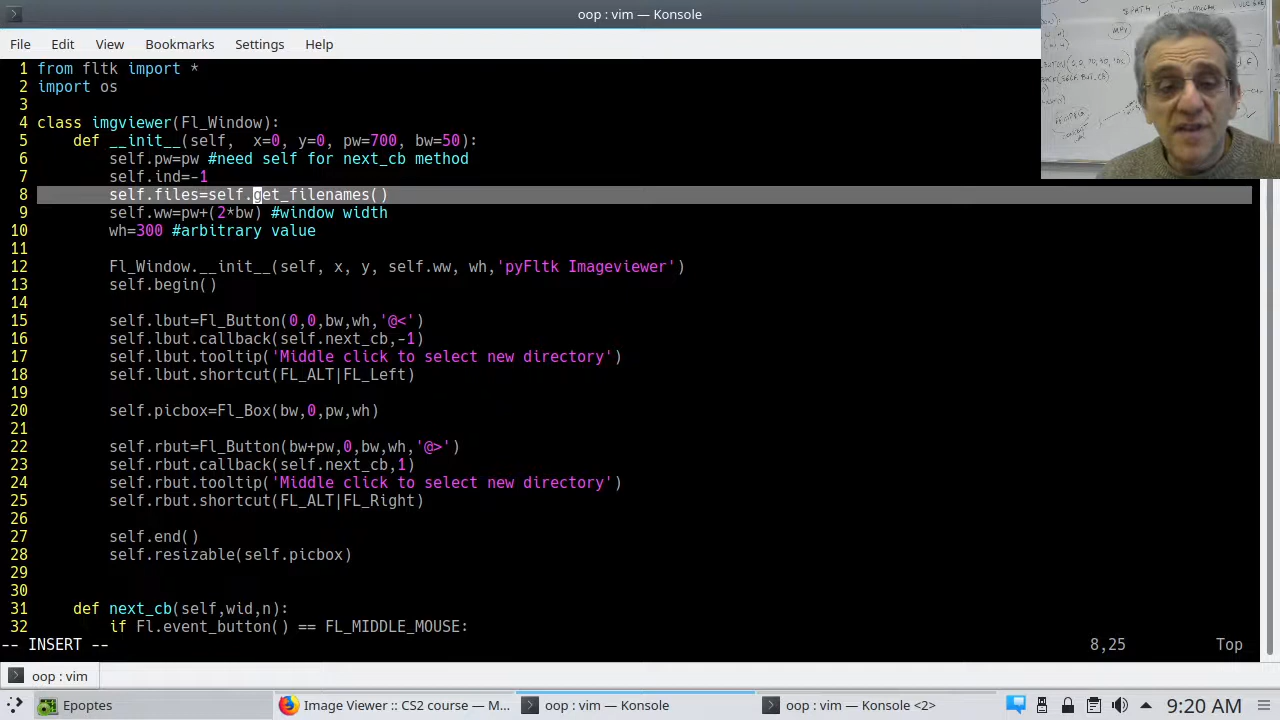 oop : vim — Konsole
File Edit View Bookmarks Settings Help
1 from fltk import *
2 import os
3
4 class imgviewer(Fl_Window):
5 def __init__(self, x=0, y=0, pw=700, bw=50):
6 self.pw=pw #need self for next_cb method
7 self.ind=-1
8 self.files=self.get_filenames()
9 self.ww=pw+(2*bw) #window width
10 wh=300 #arbitrary value
11
12 Fl_Window.__init__(self, x, y, self.ww, wh,'pyFltk Imageviewer')
13 self.begin()
14
15 self.lbut=Fl_Button(0,0,bw,wh,'@<')
16 self.lbut.callback(self.next_cb,-1)
17 self.lbut.tooltip('Middle click to select new directory')
18 self.lbut.shortcut(FL_ALT|FL_Left)
19
20 self.picbox=Fl_Box(bw,0,pw,wh)
21
22 self.rbut=Fl_Button(bw+pw,0,bw,wh,'@>')
23 self.rbut.callback(self.next_cb,1)
24 self.rbut.tooltip('Middle click to select new directory')
25 self.rbut.shortcut(FL_ALT|FL_Right)
26
27 self.end()
28 self.resizable(self.picbox)
29
30
31 def next_cb(self,wid,n):
32 if Fl.event_button() == FL_MIDDLE_MOUSE:
-- INSERT -- 8,25 Top
oop : vim
Epoptes Image Viewer :: CS2 course — M... oop : vim — Konsole oop : vim — Konsole <2> 9:20 AM